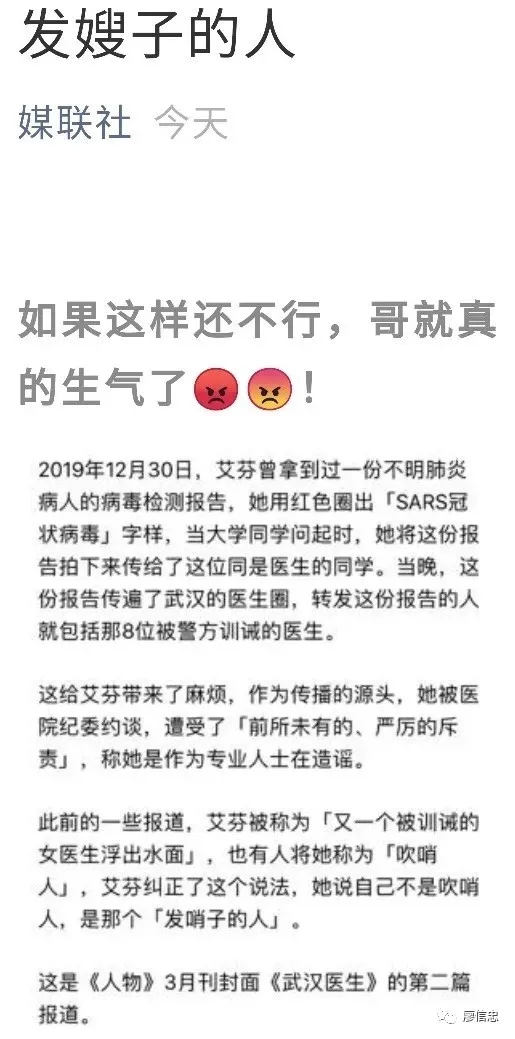 发嫂子的人
媒联社 今天
如果这样还不行，哥就真
的生气了😡😡！
2019年12月30日，艾芬曾拿到过一份不明肺炎
病人的病毒检测报告，她用红色圈出「SARS冠
状病毒」字样，当大学同学问起时，她将这份报
告拍下来传给了这位同是医生的同学。当晚，这
份报告传遍了武汉的医生圈，转发这份报告的人
就包括那8位被警方训诫的医生。
这给艾芬带来了麻烦，作为传播的源头，她被医
院纪委约谈，遭受了「前所未有的、严厉的斥
责」，称她是作为专业人士在造谣。
此前的一些报道，艾芬被称为「又一个被训诫的
女医生浮出水面」，也有人将她称为「吹哨
人」，艾芬纠正了这个说法，她说自己不是吹哨
人，是那个「发哨子的人」。
这是《人物》3月刊封面《武汉医生》的第二篇
报道。
廖信忠